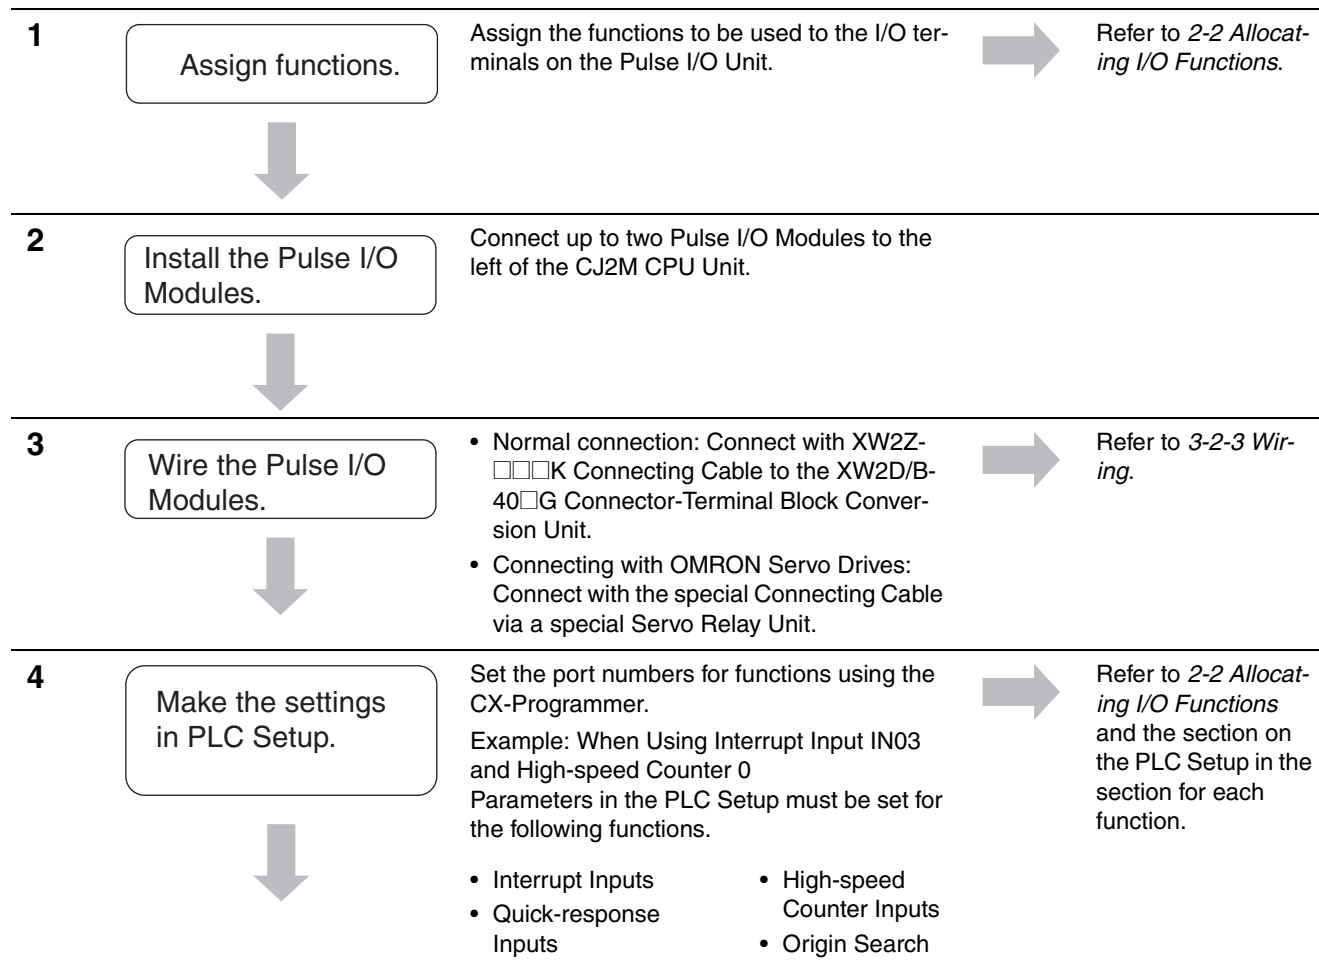 1
Assign functions.
Assign the functions to be used to the I/O ter-
minals on the Pulse I/O Unit.
Refer to 2-2 Allocat-
ing I/O Functions.
2
Install the Pulse I/O
Modules.
Connect up to two Pulse I/O Modules to the
left of the CJ2M CPU Unit.
3
Wire the Pulse I/O
Modules.
• Normal connection: Connect with XW2Z-
□□□K Connecting Cable to the XW2D/B-
40□G Connector-Terminal Block Conver-
sion Unit.
• Connecting with OMRON Servo Drives:
Connect with the special Connecting Cable
via a special Servo Relay Unit.
Refer to 3-2-3 Wir-
ing.
4
Make the settings
in PLC Setup.
Set the port numbers for functions using the
CX-Programmer.
Example: When Using Interrupt Input IN03
and High-speed Counter 0
Parameters in the PLC Setup must be set for
the following functions.
• Interrupt Inputs
• Quick-response
Inputs
• High-speed
Counter Inputs
• Origin Search
Refer to 2-2 Allocat-
ing I/O Functions
and the section on
the PLC Setup in the
section for each
function.